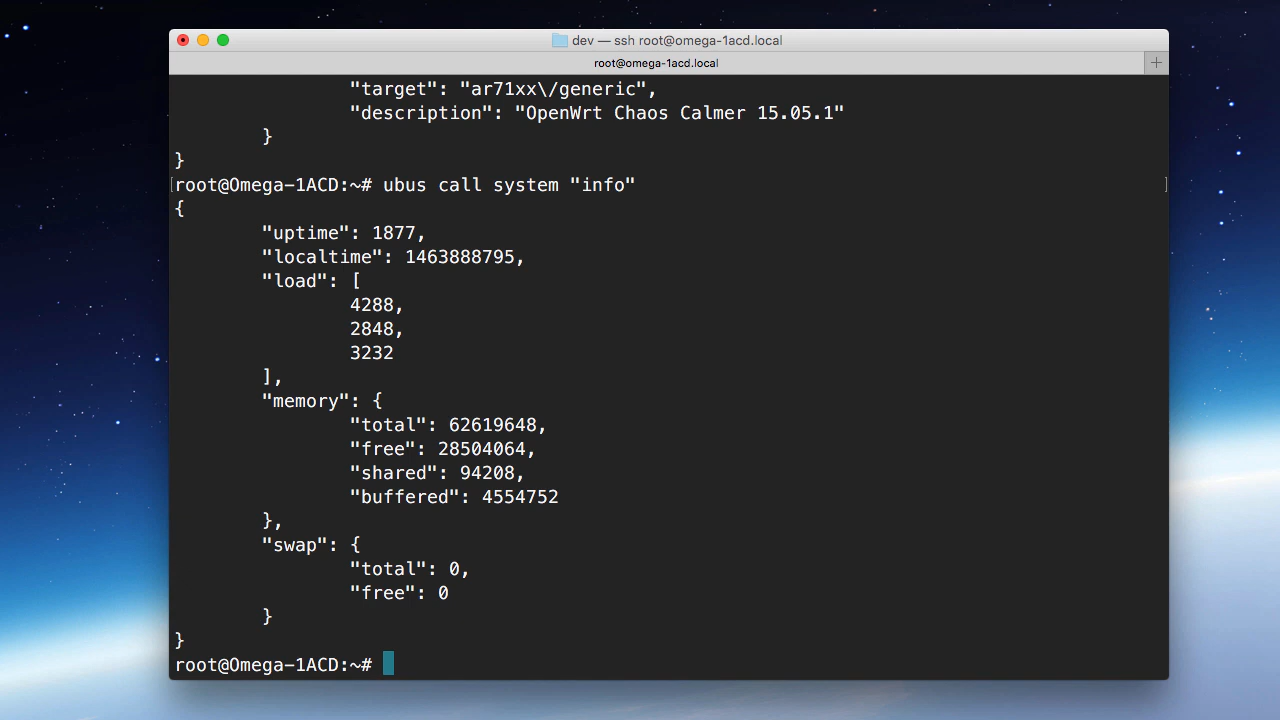 dev — ssh root@omega-1acd.local
root@omega-1acd.local
"target": "ar71xx\/generic",
"description": "OpenWrt Chaos Calmer 15.05.1"
}
}
root@Omega-1ACD:~# ubus call system "info"
{
"uptime": 1877,
"localtime": 1463888795,
"load": [
4288,
2848,
3232
],
"memory": {
"total": 62619648,
"free": 28504064,
"shared": 94208,
"buffered": 4554752
},
"swap": {
"total": 0,
"free": 0
}
}
root@Omega-1ACD:~#